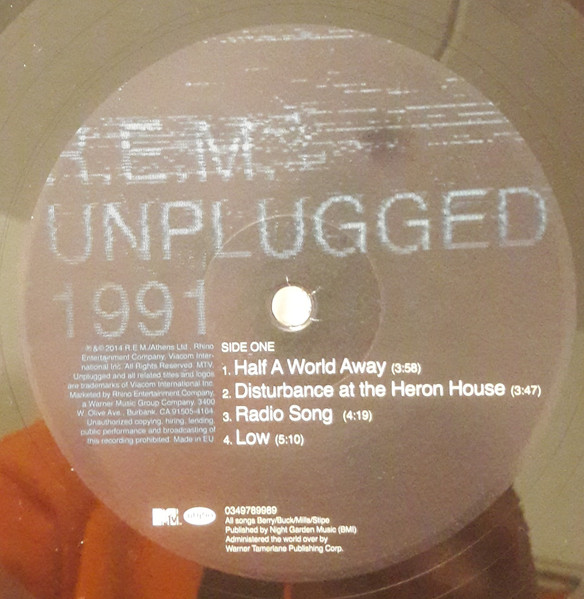 R.E.M.
UNPLUGGED
1991
℗ & © 2014 R.E.M./Athens Ltd., Rhino
Entertainment Company, Viacom Inter-
national Inc. All Rights Reserved. MTV
Unplugged and all related titles and logos
are trademarks of Viacom International Inc.
Marketed by Rhino Entertainment Company,
a Warner Music Group Company, 3400
W. Olive Ave., Burbank, CA 91505-4164.
Unauthorized copying, hiring, lending,
public performance and broadcasting of
this recording prohibited. Made in EU
SIDE ONE
1. Half A World Away (3:58)
2. Disturbance at the Heron House (3:47)
3. Radio Song (4:19)
4. Low (5:10)
MTV
0349789989
All songs Berry/Buck/Mills/Stipe
Published by Night Garden Music (BMI)
Administered the world over by
Warner Tamerlane Publishing Corp.